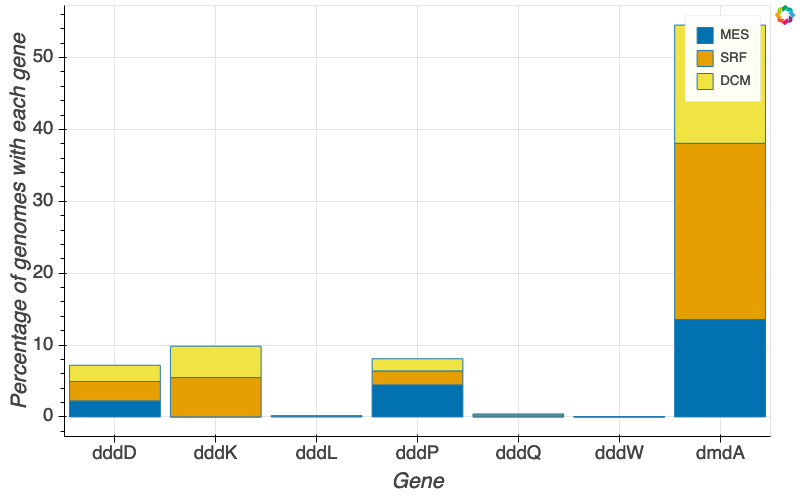 Percentage of genomes with each gene
50
40
30
20
10
0
MES
SRF
DCM
dddD dddK dddL dddP dddQ dddW dmdA
Gene